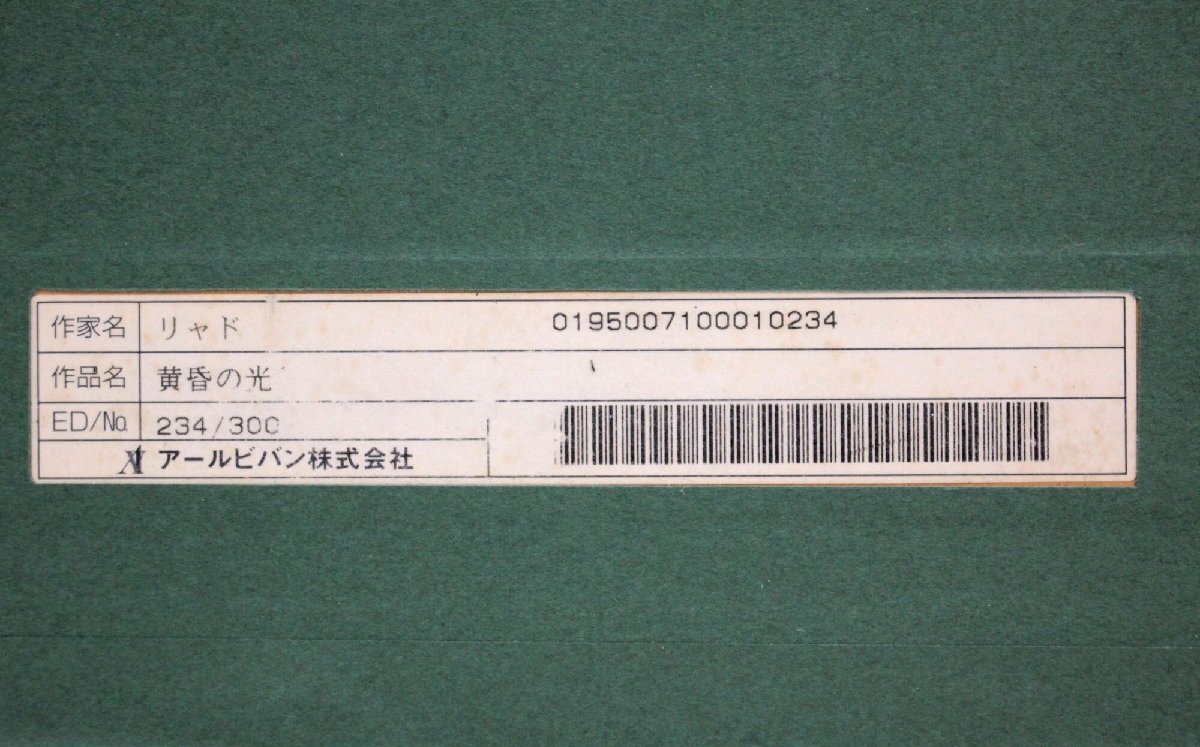 作家名 リャド 0195007100010234
作品名 黄昏の光
ED/No. 234/300
アールビバン株式会社